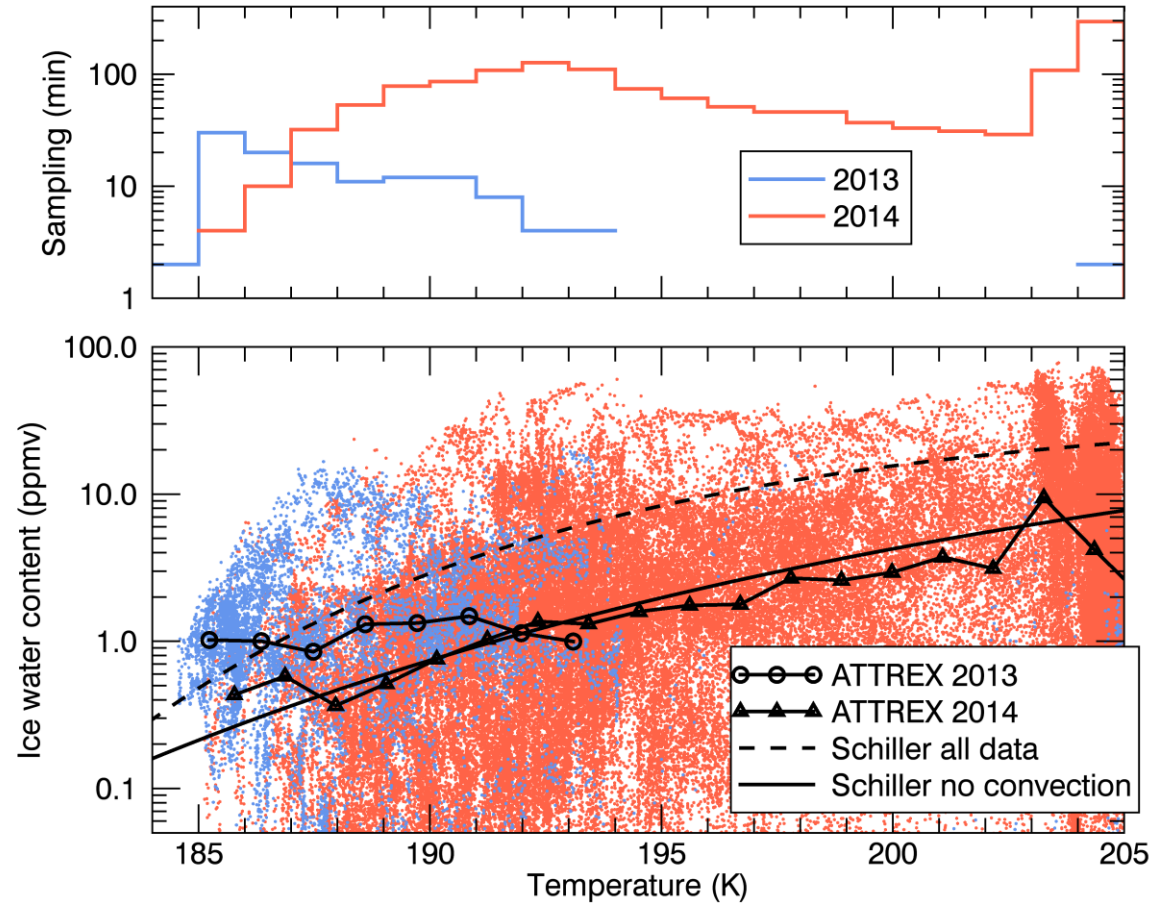 Sampling (min)
100
10
1
2013
2014
Ice water content (ppmv)
100.0
10.0
1.0
0.1
ATTREX 2013
ATTREX 2014
Schiller all data
Schiller no convection
185 190 195 200 205
Temperature (K)